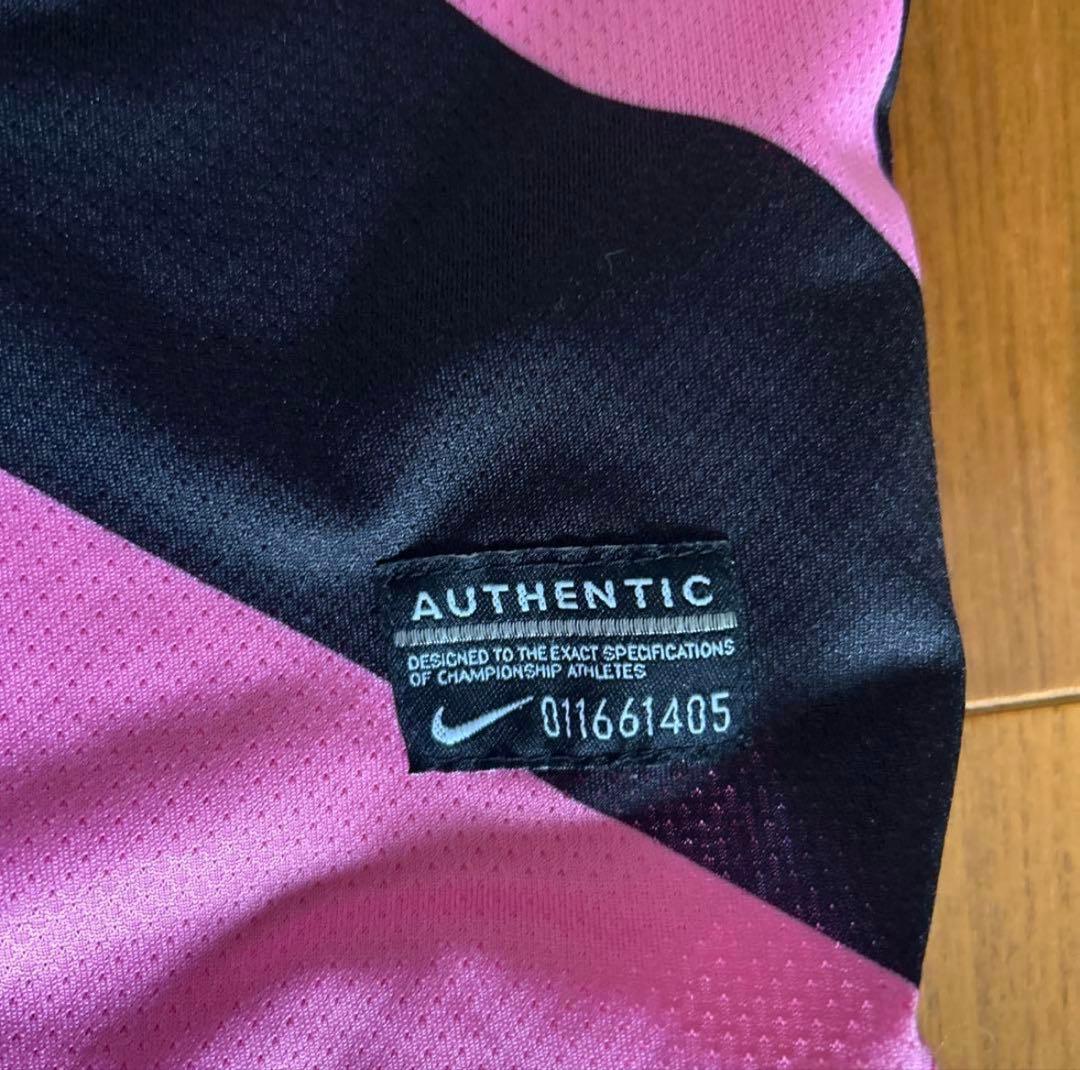 AUTHENTIC
DESIGNED TO THE EXACT SPECIFICATIONS
OF CHAMPIONSHIP ATHLETES
011661405